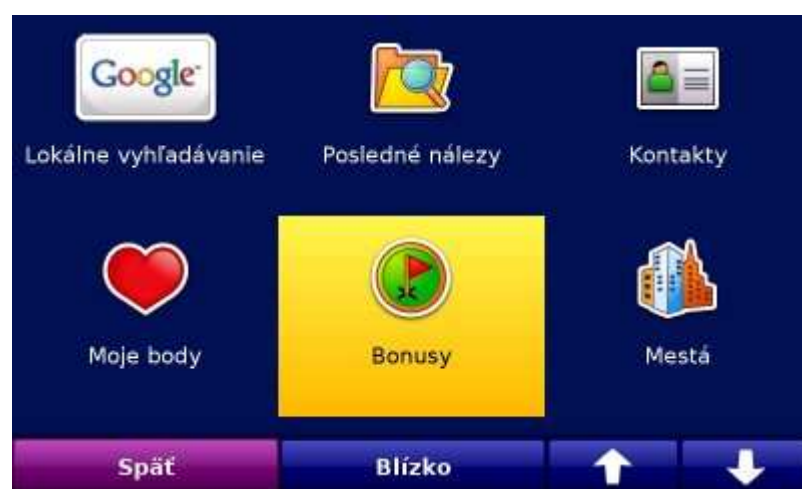 Google
Lokálne vyhľadávanie
Posledné nálezy
Kontakty
Moje body
Bonusy
Mestá
Späť
Blízko